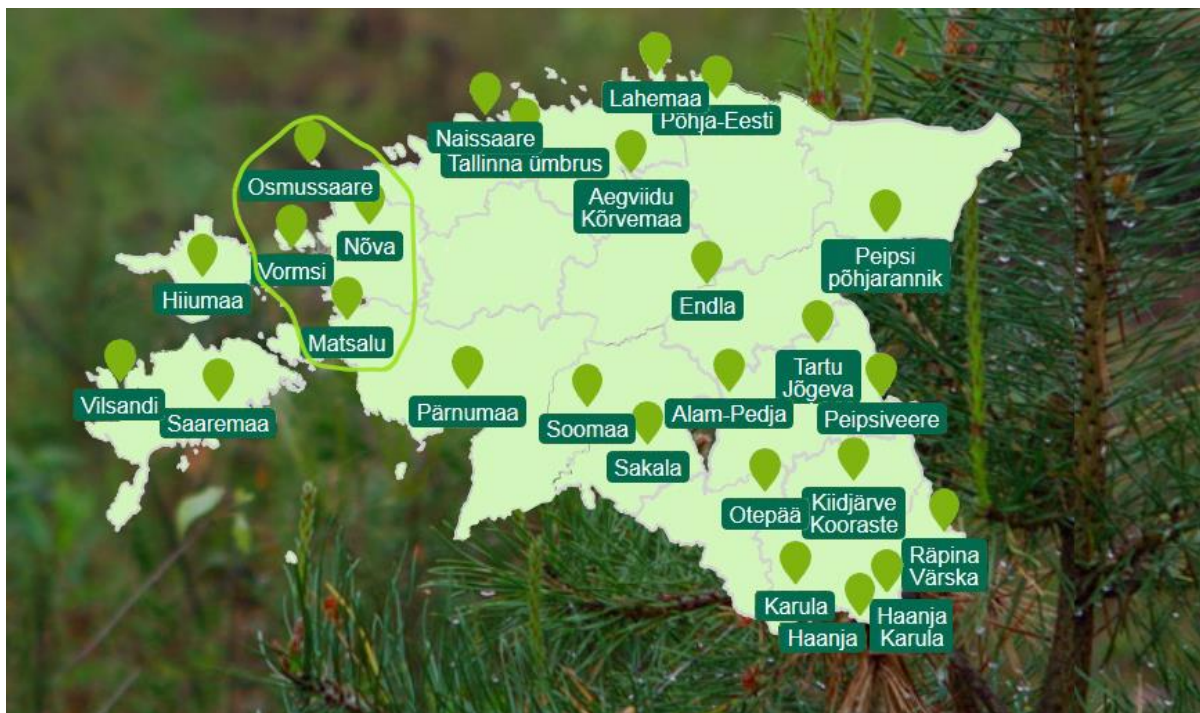 Lahemaa
Põhja-Eesti
Naissaare
Tallinna ümbrus
Osmussaare
Aegviidu
Kõrvemaa
Nõva
Vormsi
Peipsi
põhjarannik
Hiiumaa
Endla
Matsalu
Tartu
Jõgeva
Vilsandi
Saaremaa
Pärnumaa
Soomaa
Alam-Pedja
Peipsiveere
Sakala
Otepää
Kiidjärve
Kooraste
Räpina
Värska
Karula
Haanja
Haanja
Karula